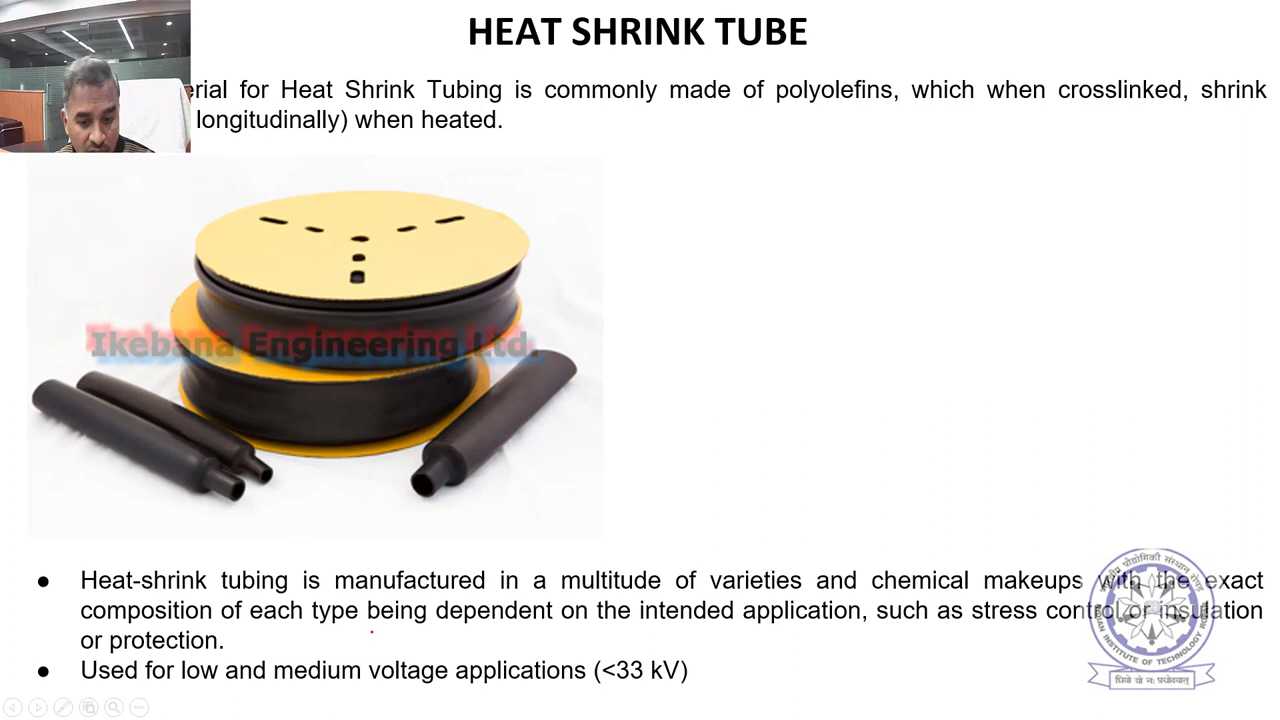 HEAT SHRINK TUBE
for Heat Shrink Tubing is commonly made of polyolefins, which when crosslinked, shrink
longitudinally) when heated.
Ikebana Engineering Ltd.
● Heat-shrink tubing is manufactured in a multitude of varieties and chemical makeups with the exact
composition of each type being dependent on the intended application, such as stress control or insulation
or protection.
● Used for low and medium voltage applications (<33 kV)